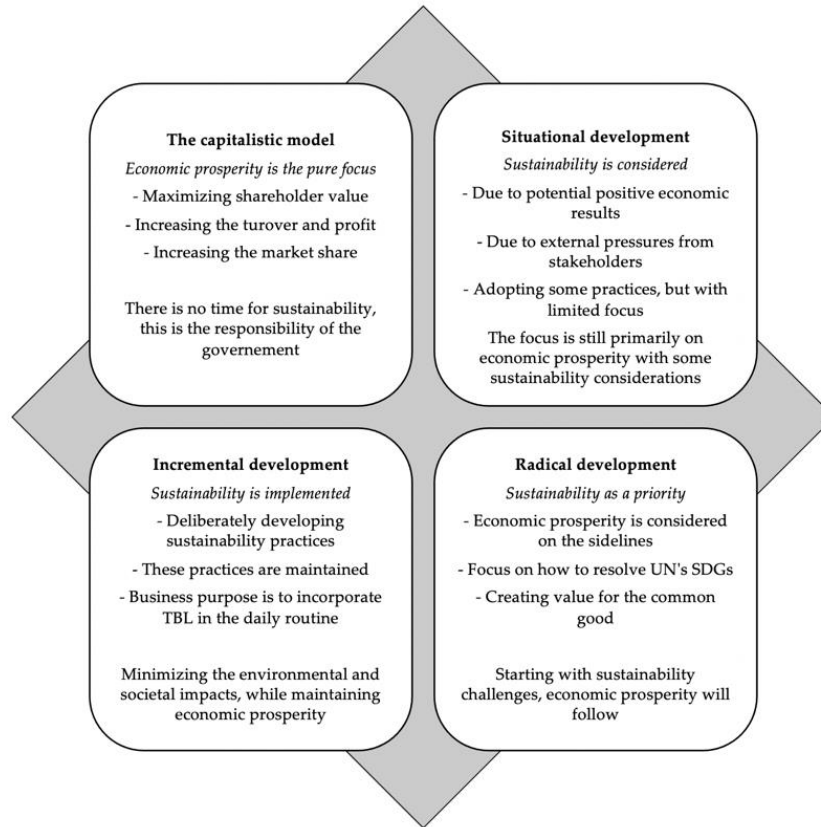 The capitalistic model
Economic prosperity is the pure focus
- Maximizing shareholder value
- Increasing the turnover and profit
- Increasing the market share
There is no time for sustainability,
this is the responsibility of the
governement
Situational development
Sustainability is considered
- Due to potential positive economic
results
- Due to external pressures from
stakeholders
- Adopting some practices, but with
limited focus
The focus is still primarily on
economic prosperity with some
sustainability considerations
Incremental development
Sustainability is implemented
- Deliberately developing
sustainability practices
- These practices are maintained
- Business purpose is to incorporate
TBL in the daily routine
Minimizing the environmental and
societal impacts, while maintaining
economic prosperity
Radical development
Sustainability as a priority
- Economic prosperity is considered
on the sidelines
- Focus on how to resolve UN's SDGs
- Creating value for the common
good
Starting with sustainability
challenges, economic prosperity will
follow